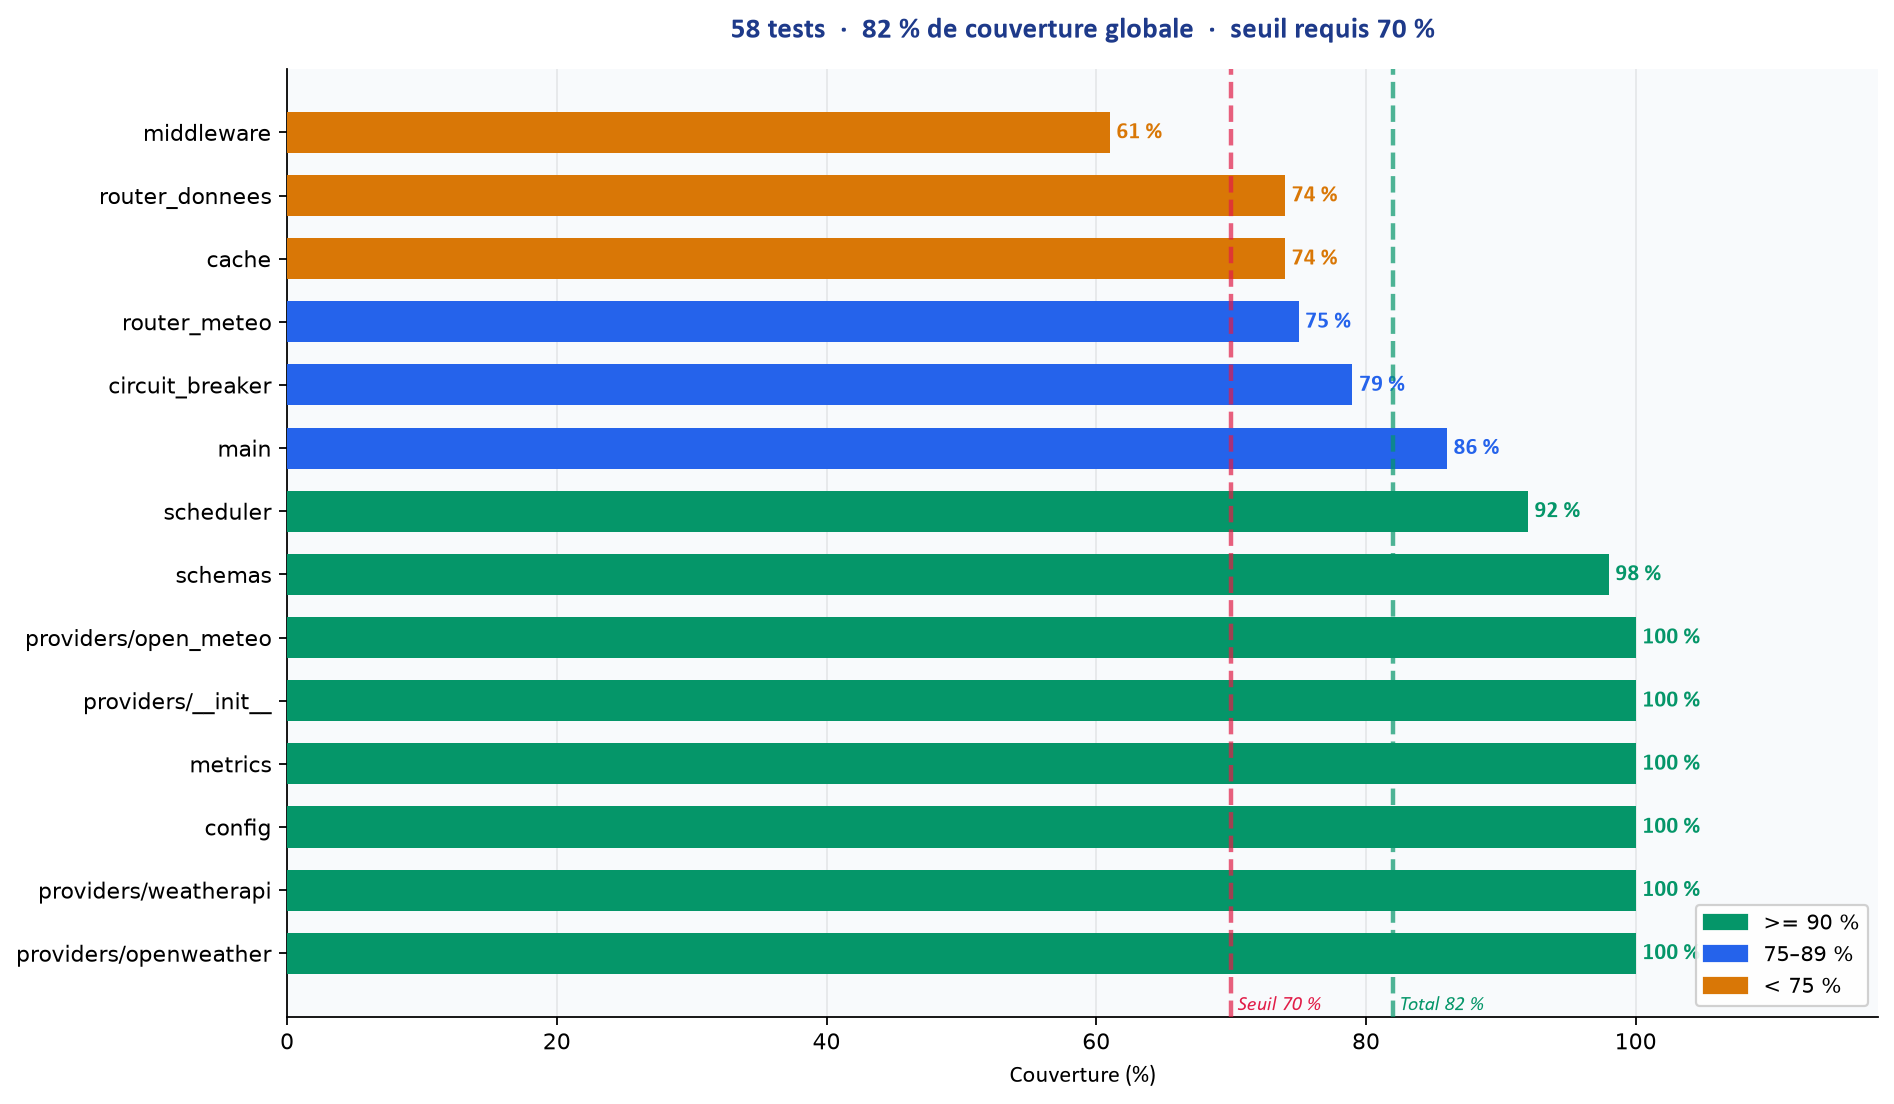 58 tests · 82 % de couverture globale · seuil requis 70 %
middleware 61 %
router_donnees 74 %
cache 74 %
router_meteo 75 %
circuit_breaker 79 %
main 86 %
scheduler 92 %
schemas 98 %
providers/open_meteo 100 %
providers/__init__ 100 %
metrics 100 %
config 100 %
providers/weatherapi 100 %
providers/openweather 100 %
>= 90 %
75–89 %
< 75 %
Seuil 70 % Total 82 %
0 20 40 60 80 100
Couverture (%)